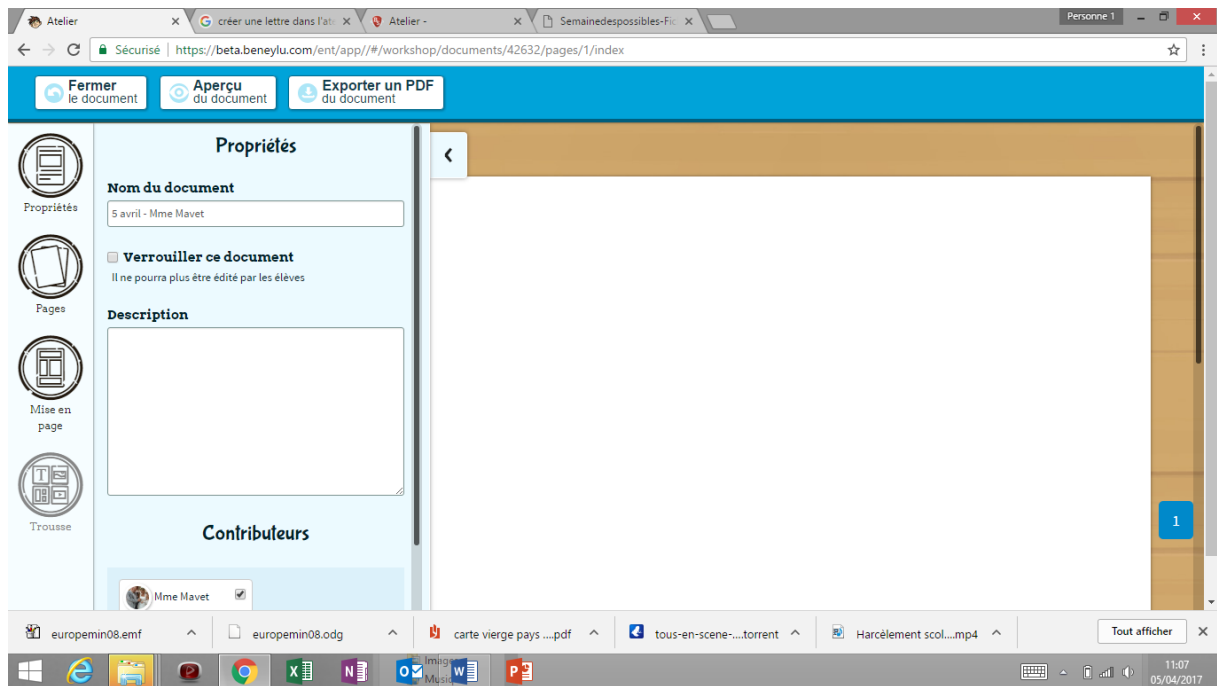 Atelier
créer une lettre dans l'ate
Atelier -
Semainedespossibles-Fic
Personne 1
Sécurisé | https://beta.beneylu.com/ent/app//#/workshop/documents/42632/pages/1/index
Fermer
le document
Aperçu
du document
Exporter un PDF
du document
Propriétés
Pages
Mise en
page
Trousse
Propriétés
Nom du document
5 avril - Mme Mavet
Verrouiller ce document
Il ne pourra plus être édité par les élèves
Description
Contributeurs
Mme Mavet
1
europemin08.emf
europemin08.odg
carte vierge pays ....pdf
tous-en-scene-....torrent
Harcèlement scol....mp4
Tout afficher
11:07
05/04/2017